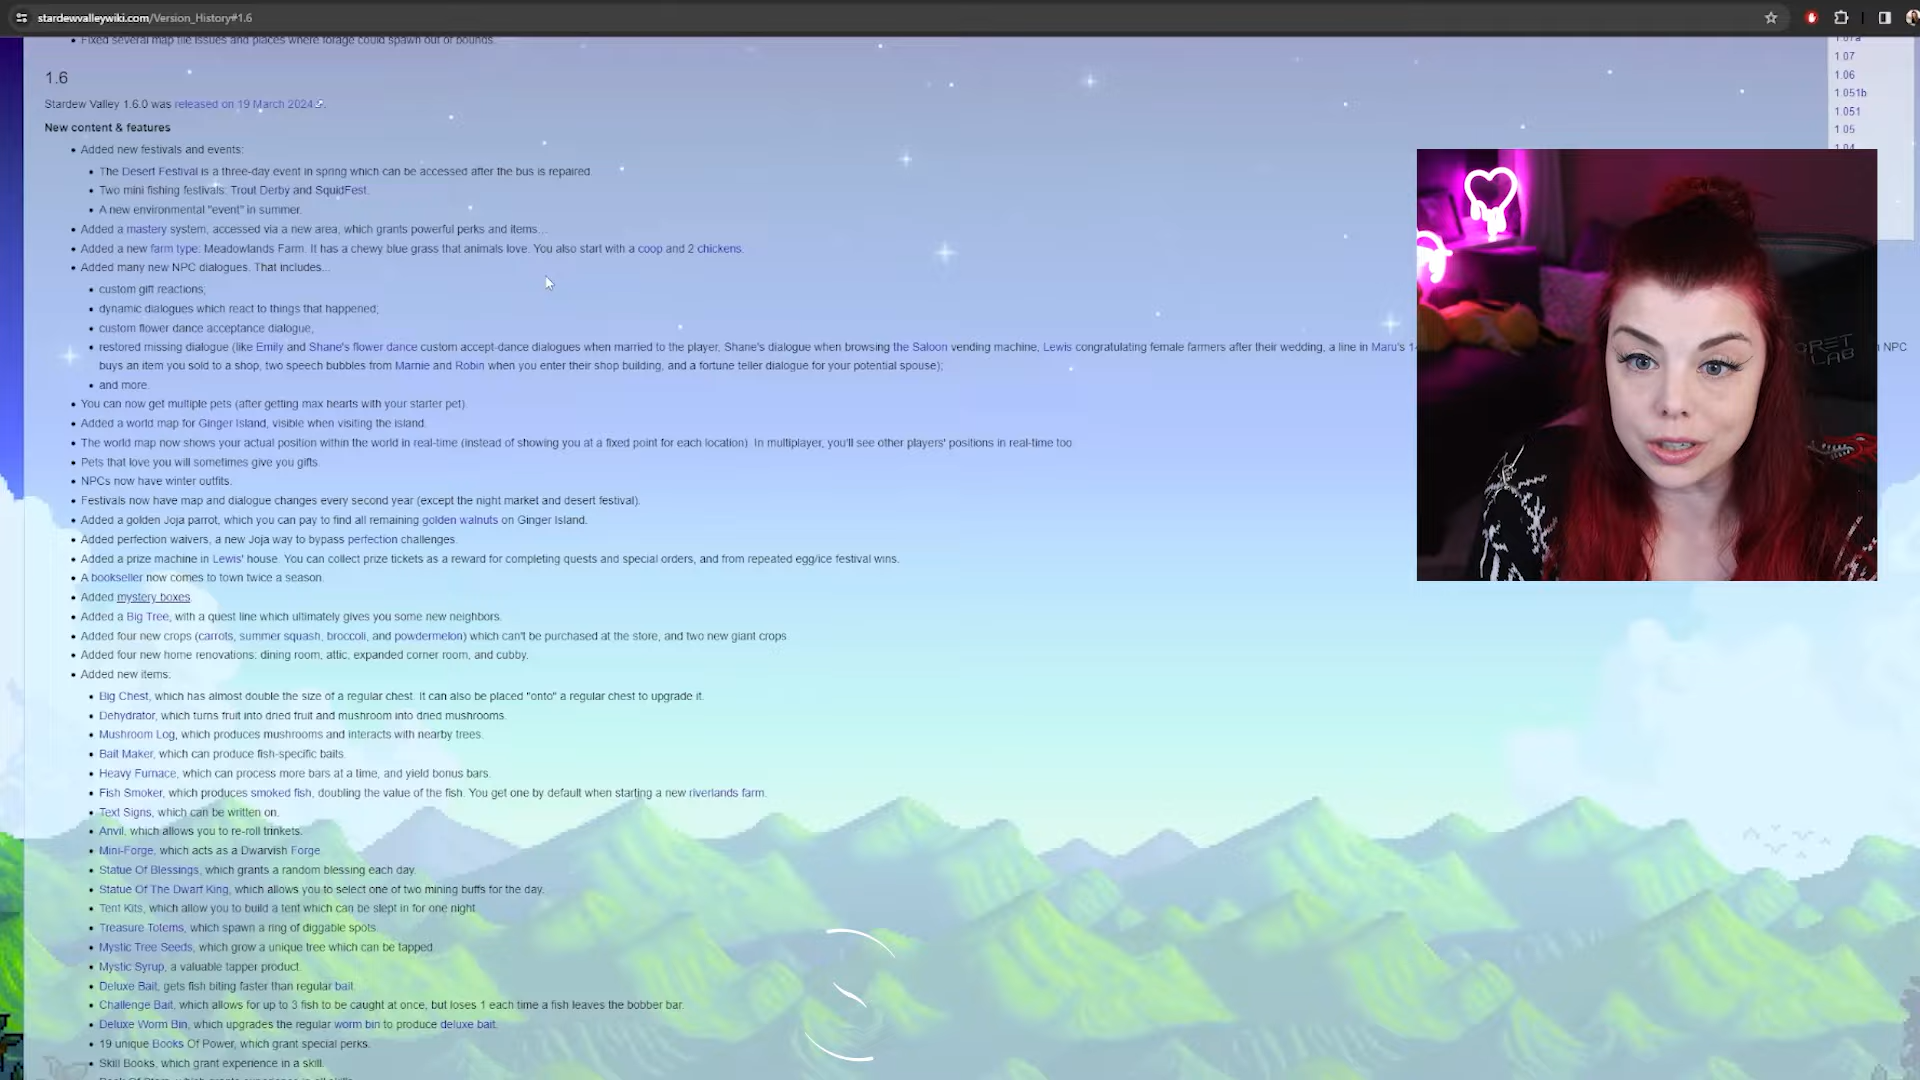 stardewvalleywiki.com/Version_History#1.6
Fixed several map tile issues and places where forage could spawn out of bounds.
1.07a
1.07
1.06
1.051b
1.051
1.05
1.04
1.6
Stardew Valley 1.6.0 was released on 19 March 2024.
New content & features
Added new festivals and events:
The Desert Festival is a three-day event in spring which can be accessed after the bus is repaired.
Two mini fishing festivals: Trout Derby and SquidFest.
A new environmental "event" in summer.
Added a mastery system, accessed via a new area, which grants powerful perks and items...
Added a new farm type: Meadowlands Farm. It has a chewy blue grass that animals love. You also start with a coop and 2 chickens.
Added many new NPC dialogues. That includes...
custom gift reactions;
dynamic dialogues which react to things that happened;
custom flower dance acceptance dialogue;
restored missing dialogue (like Emily and Shane's flower dance custom accept-dance dialogues when married to the player, Shane's dialogue when browsing the Saloon vending machine, Lewis congratulating female farmers after their wedding, a line in Maru's 1 NPC
buys an item you sold to a shop, two speech bubbles from Marnie and Robin when you enter their shop building, and a fortune teller dialogue for your potential spouse);
and more.
You can now get multiple pets (after getting max hearts with your starter pet).
Added a world map for Ginger Island, visible when visiting the island.
The world map now shows your actual position within the world in real-time (instead of showing you at a fixed point for each location). In multiplayer, you'll see other players' positions in real-time too
Pets that love you will sometimes give you gifts.
NPCs now have winter outfits.
Festivals now have map and dialogue changes every second year (except the night market and desert festival).
Added a golden Joja parrot, which you can pay to find all remaining golden walnuts on Ginger Island.
Added perfection waivers, a new Joja way to bypass perfection challenges.
Added a prize machine in Lewis' house. You can collect prize tickets as a reward for completing quests and special orders, and from repeated egg/ice festival wins.
A bookseller now comes to town twice a season.
Added mystery boxes.
Added a Big Tree, with a quest line which ultimately gives you some new neighbors.
Added four new crops (carrots, summer squash, broccoli, and powdermelon) which can't be purchased at the store, and two new giant crops
Added four new home renovations: dining room, attic, expanded corner room, and cubby.
Added new items:
Big Chest, which has almost double the size of a regular chest. It can also be placed "onto" a regular chest to upgrade it.
Dehydrator, which turns fruit into dried fruit and mushroom into dried mushrooms.
Mushroom Log, which produces mushrooms and interacts with nearby trees.
Bait Maker, which can produce fish-specific baits.
Heavy Furnace, which can process more bars at a time, and yield bonus bars.
Fish Smoker, which produces smoked fish, doubling the value of the fish. You get one by default when starting a new riverlands farm.
Text Signs, which can be written on.
Anvil, which allows you to re-roll trinkets.
Mini-Forge, which acts as a Dwarvish Forge
Statue Of Blessings, which grants a random blessing each day.
Statue Of The Dwarf King, which allows you to select one of two mining buffs for the day.
Tent Kits, which allow you to build a tent which can be slept in for one night
Treasure Totems, which spawn a ring of diggable spots.
Mystic Tree Seeds, which grow a unique tree which can be tapped
Mystic Syrup, a valuable tapper product.
Deluxe Bait, gets fish biting faster than regular bait.
Challenge Bait, which allows for up to 3 fish to be caught at once, but loses 1 each time a fish leaves the bobber bar.
Deluxe Worm Bin, which upgrades the regular worm bin to produce deluxe bait.
19 unique Books Of Power, which grant special perks.
Skill Books, which grant experience in a skill.
Book Of Stars, which grants experience in all skills.